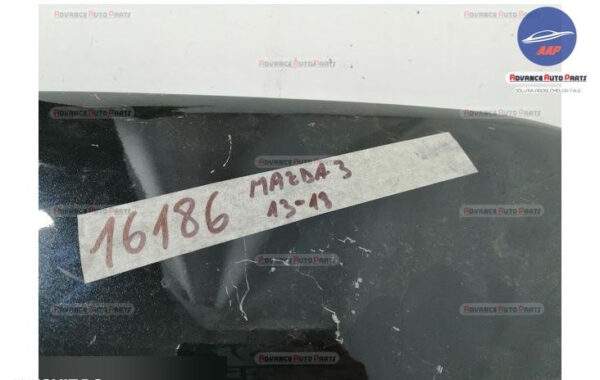 AAP
ADVANCE AUTO PARTS
16186 MAZDA 3
13-19